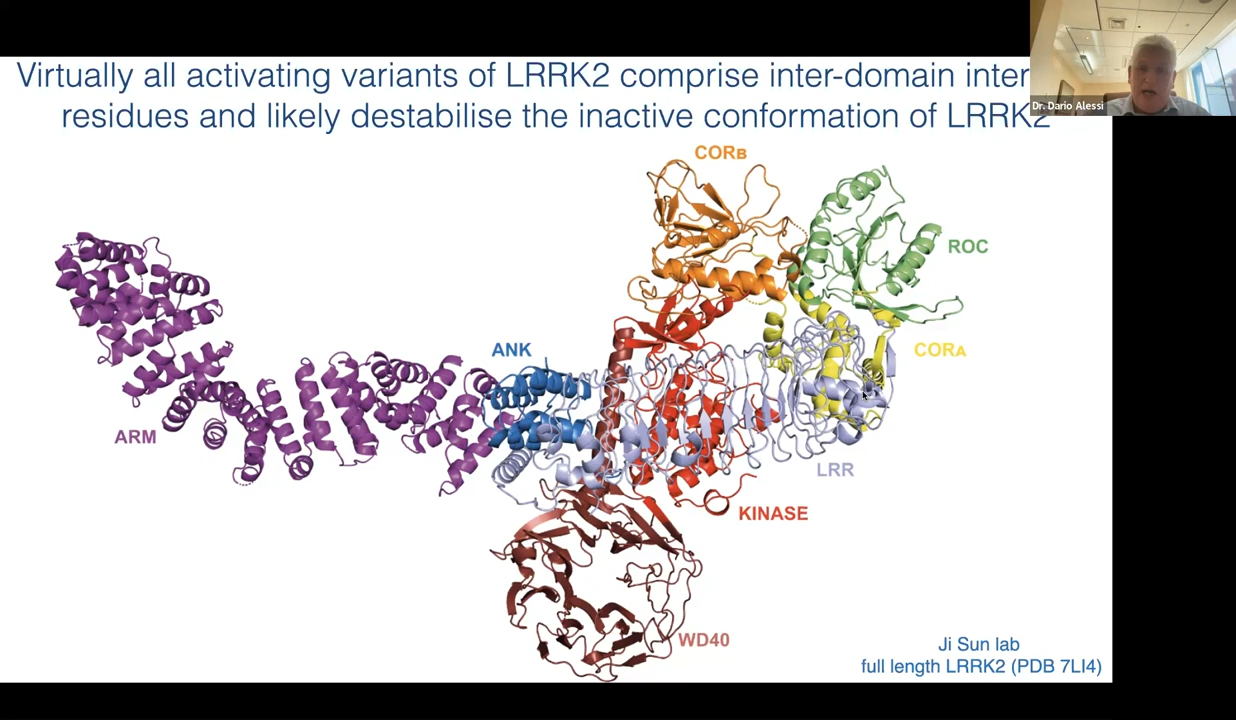 Virtually all activating variants of LRRK2 comprise inter-domain inter
residues and likely destabilise the inactive conformation of LRRK2
Dr. Dario Alessi
CORB
ROC
ANK
CORA
ARM
LRR
KINASE
WD40
Ji Sun lab
full length LRRK2 (PDB 7LI4)